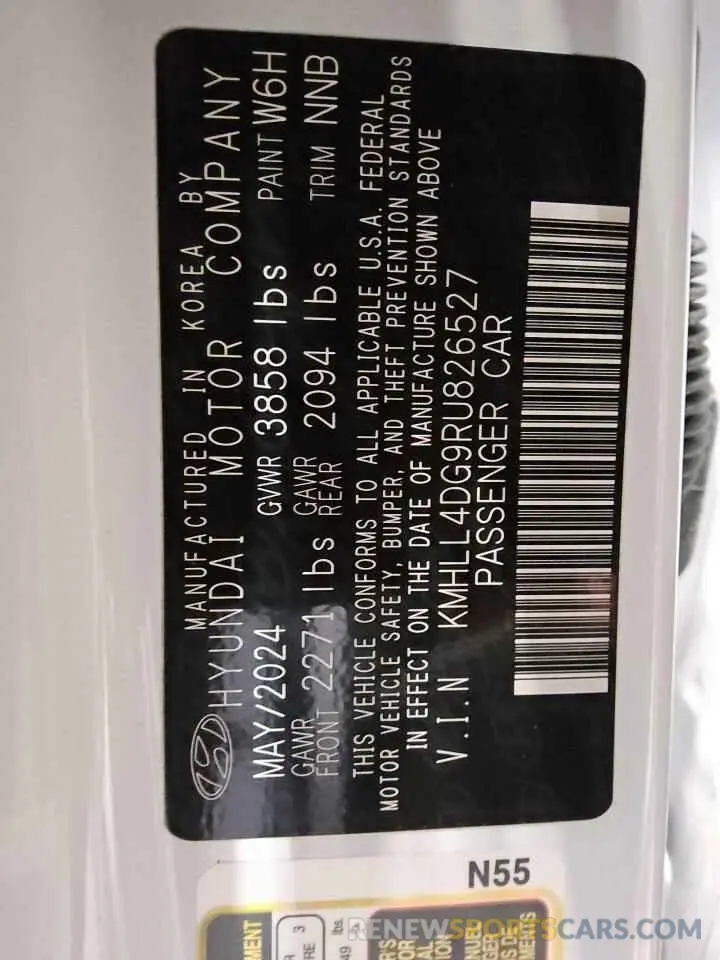 MANUFACTURED IN KOREA BY
HYUNDAI MOTOR COMPANY
MAY/2024 GVWR 3858 lbs PAINT W6H
GAWR FRONT 2271 lbs GAWR REAR 2094 lbs TRIM NNB
THIS VEHICLE CONFORMS TO ALL APPLICABLE U.S.A. FEDERAL
MOTOR VEHICLE SAFETY, BUMPER, AND THEFT PREVENTION STANDARDS
IN EFFECT ON THE DATE OF MANUFACTURE SHOWN ABOVE
V.I.N KMHLL4DG9RU826527
PASSENGER CAR
N55
3
lbs.
RENEWSPORTSCARS.COM